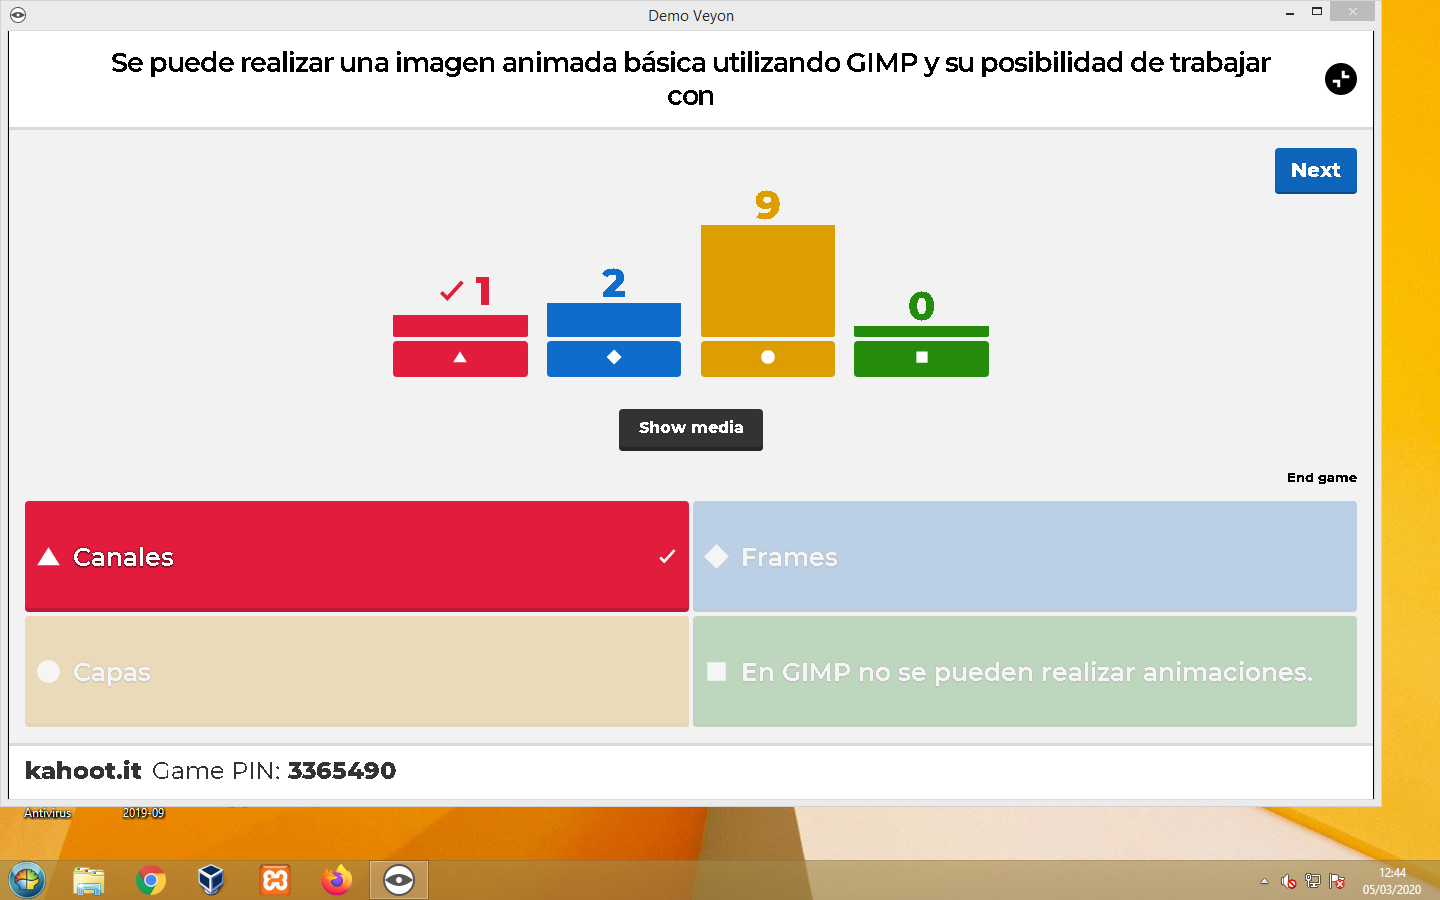 Demo Veyon
Se puede realizar una imagen animada básica utilizando GIMP y su posibilidad de trabajar
con
Next
1
2
9
0
Show media
End game
Canales
Frames
Capas
En GIMP no se pueden realizar animaciones.
kahoot.it Game PIN: 3365490
Antivirus
2019-09
12:44
05/03/2020